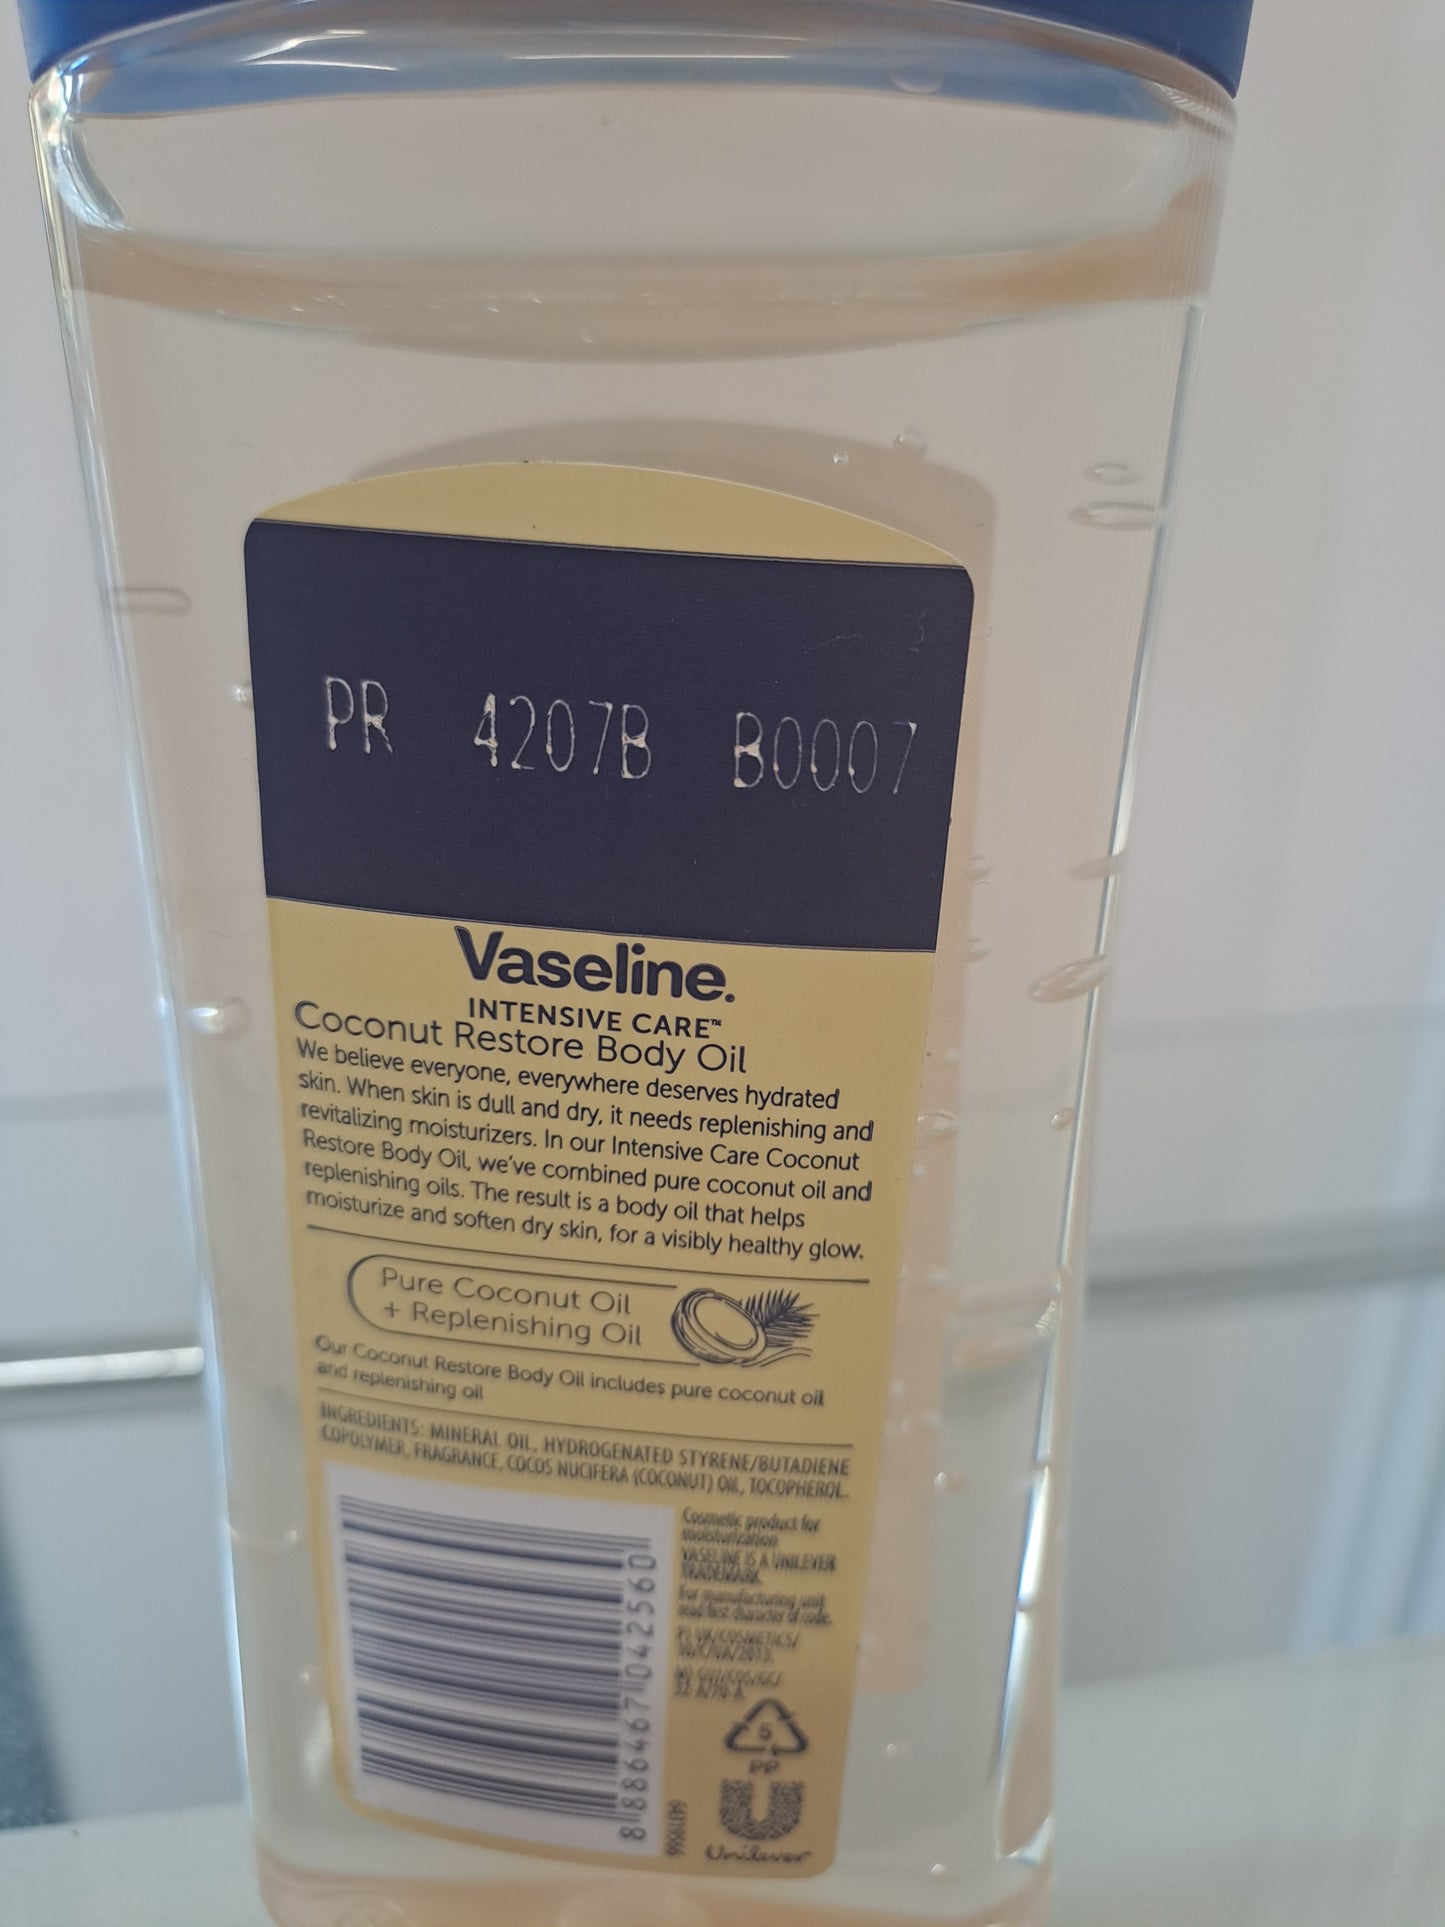 PR 4207B B0007
Vaseline.
INTENSIVE CARE™
Coconut Restore Body Oil
We believe everyone, everywhere deserves hydrated
skin. When skin is dull and dry, it needs replenishing and
revitalizing moisturizers. In our Intensive Care Coconut
Restore Body Oil, we've combined pure coconut oil and
replenishing oils. The result is a body oil that helps
moisturize and soften dry skin, for a visibly healthy glow.
Pure Coconut Oil
+ Replenishing Oil
Our Coconut Restore Body Oil includes pure coconut oil
and replenishing oil
INGREDIENTS: MINERAL OIL, HYDROGENATED STYRENE/BUTADIENE
COPOLYMER, FRAGRANCE, COCOS NUCIFERA (COCONUT) OIL, TOCOPHEROL.
Cosmetic product for
moisturization
VASELINE IS A UNILEVER
TRADEMARK
For manufacturing unit
read first character of code.
8 886467 042560
5
PP
Unilever